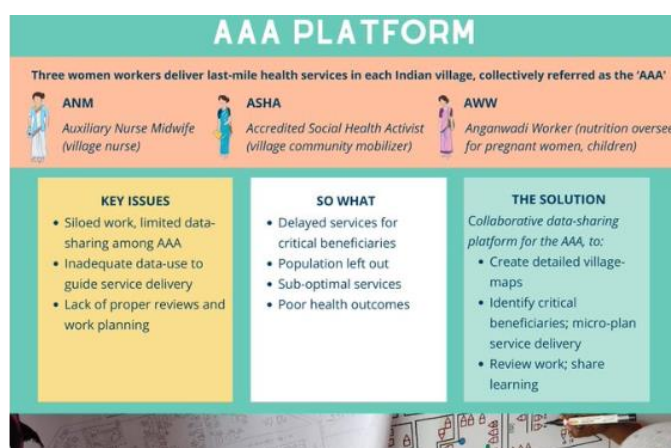 AAA PLATFORM
Three women workers deliver last-mile health services in each Indian village, collectively referred as the 'AAA'
ANM
Auxiliary Nurse Midwife
(village nurse)
ASHA
Accredited Social Health Activist
(village community mobilizer)
AWW
Anganwadi Worker (nutrition oversee
for pregnant women, children)
KEY ISSUES
• Siloed work, limited data-
sharing among AAA
• Inadequate data-use to
guide service delivery
• Lack of proper reviews and
work planning
SO WHAT
• Delayed services for
critical beneficiaries
• Population left out
• Sub-optimal services
• Poor health outcomes
THE SOLUTION
Collaborative data-sharing
platform for the AAA, to:
• Create detailed village-
maps
• Identify critical
beneficiaries; micro-plan
service delivery
• Review work; share
learning